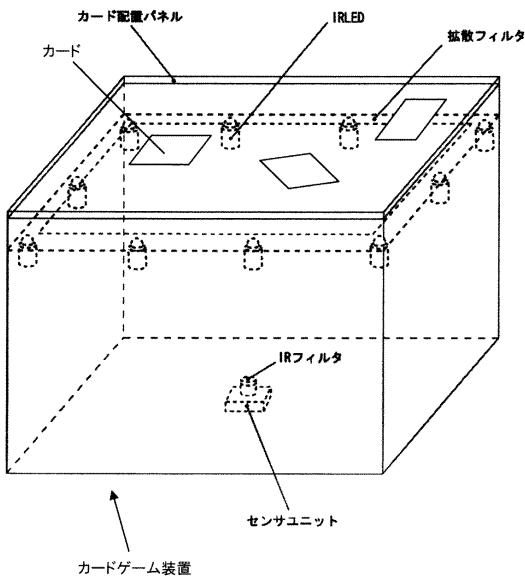 カード配置パネル
IRLED
拡散フィルタ
カード
IRフィルタ
センサユニット
カードゲーム装置